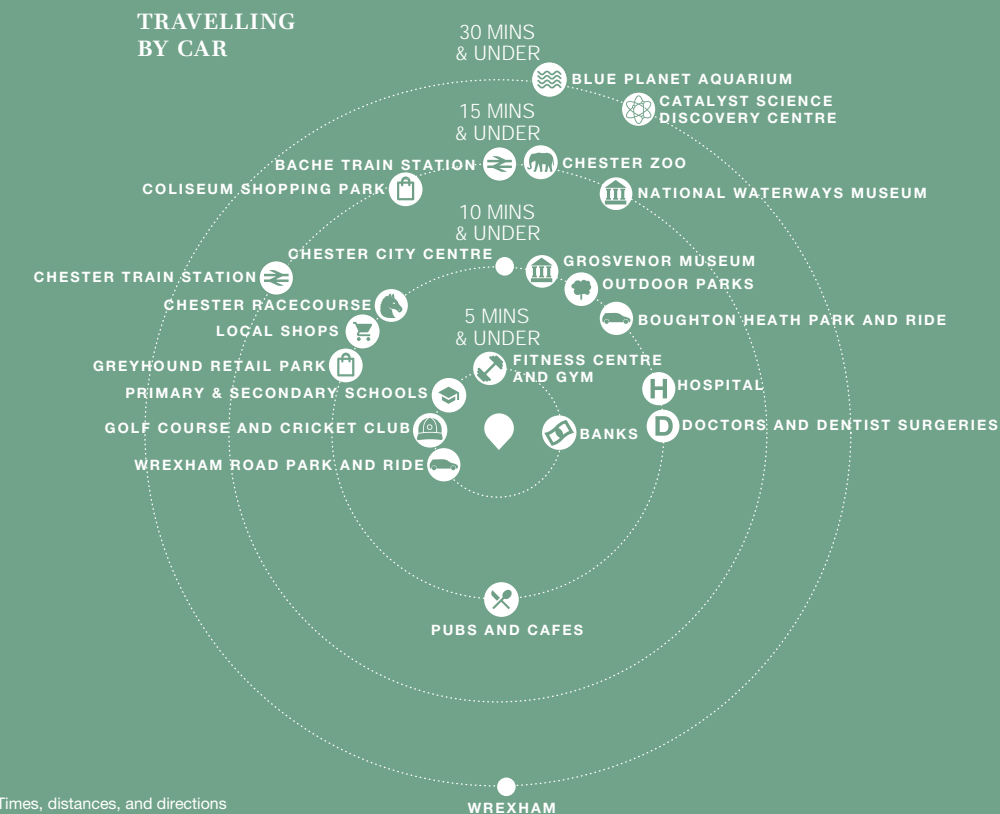 TRAVELLING
BY CAR
30 MINS
& UNDER
BLUE PLANET AQUARIUM
CATALYST SCIENCE
DISCOVERY CENTRE
15 MINS
& UNDER
BACHE TRAIN STATION
CHESTER ZOO
COLISEUM SHOPPING PARK
NATIONAL WATERWAYS MUSEUM
10 MINS
& UNDER
CHESTER CITY CENTRE
GROSVENOR MUSEUM
CHESTER TRAIN STATION
OUTDOOR PARKS
CHESTER RACECOURSE
BOUGHTON HEATH PARK AND RIDE
LOCAL SHOPS
5 MINS
& UNDER
GREYHOUND RETAIL PARK
FITNESS CENTRE
AND GYM
H HOSPITAL
PRIMARY & SECONDARY SCHOOLS
GOLF COURSE AND CRICKET CLUB
BANKS
D DOCTORS AND DENTIST SURGERIES
WREXHAM ROAD PARK AND RIDE
PUBS AND CAFES
WREXHAM
Times, distances, and directions